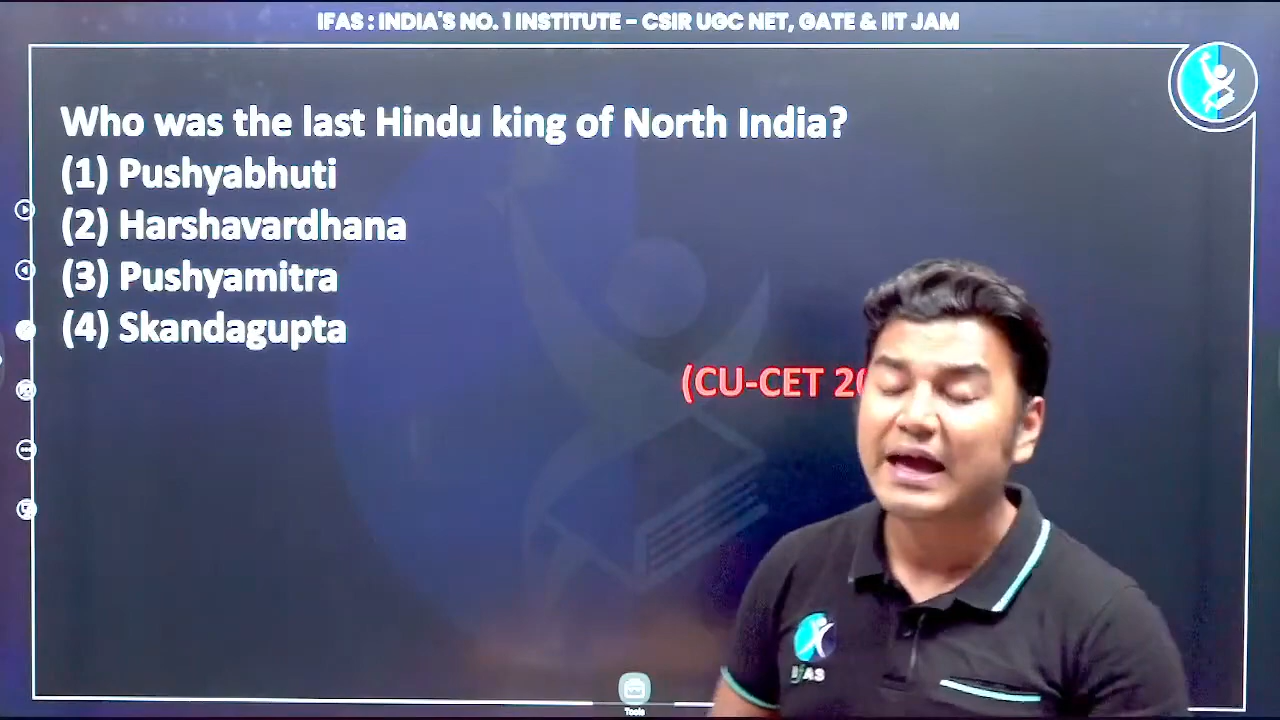 IFAS : INDIA'S NO. 1 INSTITUTE - CSIR UGC NET, GATE & IIT JAM
Who was the last Hindu king of North India?
(1) Pushyabhuti
(2) Harshavardhana
(3) Pushyamitra
(4) Skandagupta
(CU-CET 20
Tools
IFAS